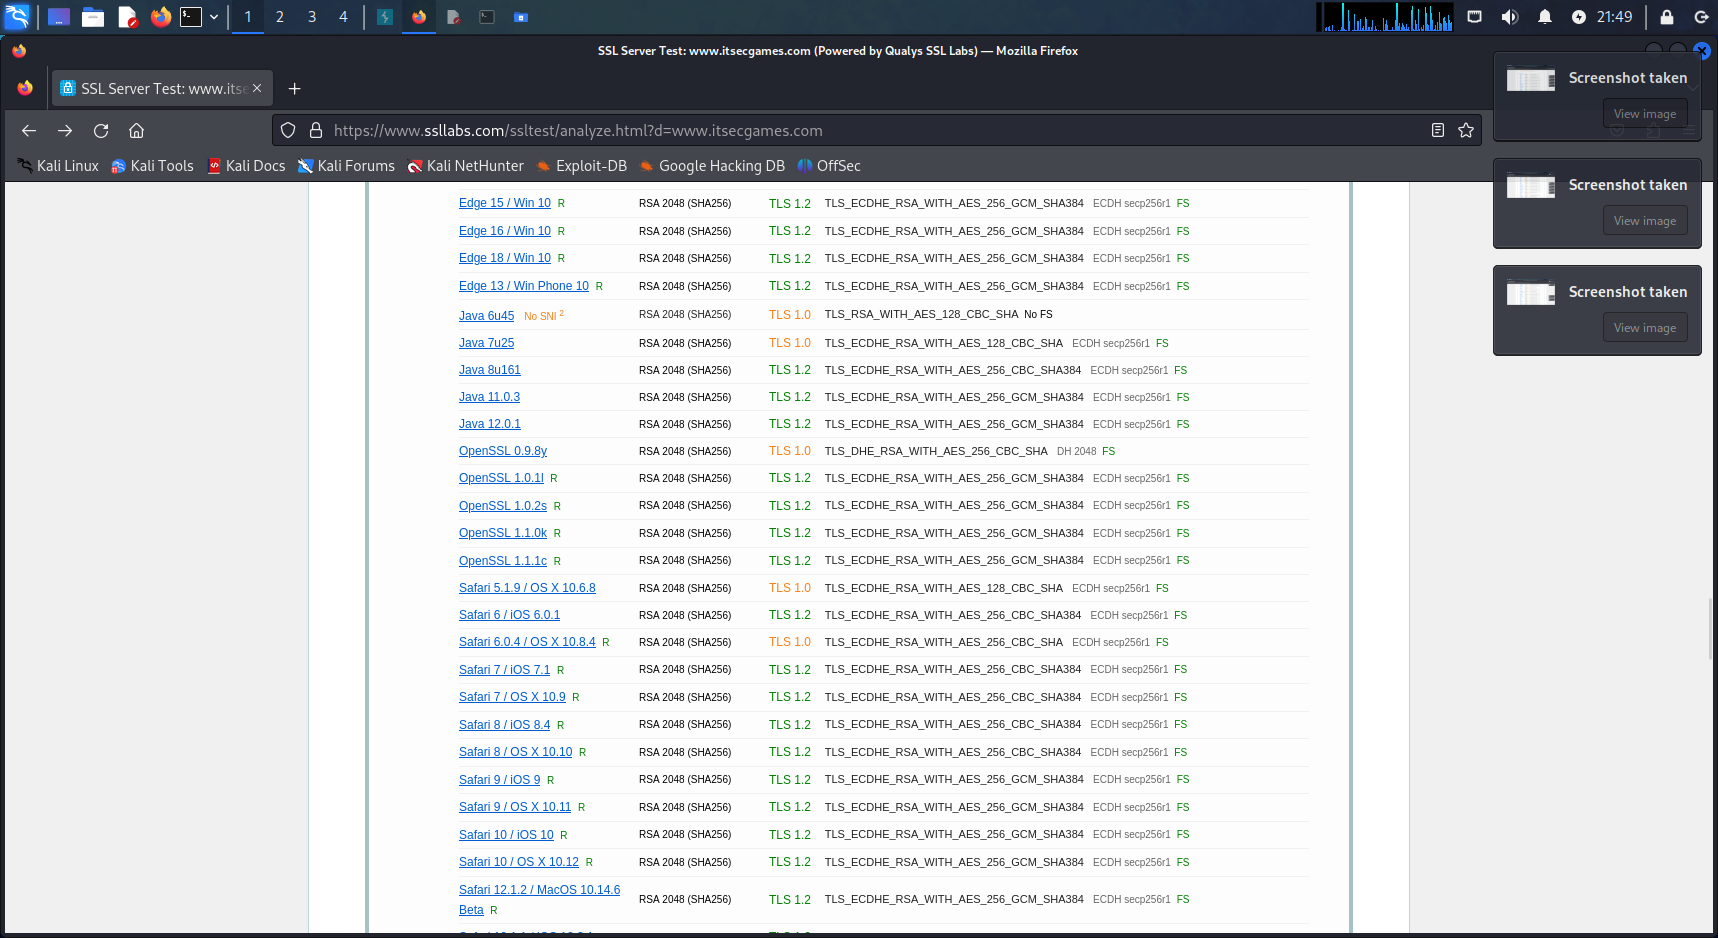 1 2 3 4 21:49
SSL Server Test: www.itsecgames.com (Powered by Qualys SSL Labs) — Mozilla Firefox
SSL Server Test: www.itse
https://www.ssllabs.com/ssltest/analyze.html?d=www.itsecgames.com
Kali Linux Kali Tools Kali Docs Kali Forums Kali NetHunter Exploit-DB Google Hacking DB OffSec
Screenshot taken
View image
Screenshot taken
View image
Screenshot taken
View image
Edge 15 / Win 10 R RSA 2048 (SHA256) TLS 1.2 TLS_ECDHE_RSA_WITH_AES_256_GCM_SHA384 ECDH secp256r1 FS
Edge 16 / Win 10 R RSA 2048 (SHA256) TLS 1.2 TLS_ECDHE_RSA_WITH_AES_256_GCM_SHA384 ECDH secp256r1 FS
Edge 18 / Win 10 R RSA 2048 (SHA256) TLS 1.2 TLS_ECDHE_RSA_WITH_AES_256_GCM_SHA384 ECDH secp256r1 FS
Edge 13 / Win Phone 10 R RSA 2048 (SHA256) TLS 1.2 TLS_ECDHE_RSA_WITH_AES_256_GCM_SHA384 ECDH secp256r1 FS
Java 6u45 No SNI 2 RSA 2048 (SHA256) TLS 1.0 TLS_RSA_WITH_AES_128_CBC_SHA No FS
Java 7u25 RSA 2048 (SHA256) TLS 1.0 TLS_ECDHE_RSA_WITH_AES_128_CBC_SHA ECDH secp256r1 FS
Java 8u161 RSA 2048 (SHA256) TLS 1.2 TLS_ECDHE_RSA_WITH_AES_256_CBC_SHA384 ECDH secp256r1 FS
Java 11.0.3 RSA 2048 (SHA256) TLS 1.2 TLS_ECDHE_RSA_WITH_AES_256_GCM_SHA384 ECDH secp256r1 FS
Java 12.0.1 RSA 2048 (SHA256) TLS 1.2 TLS_ECDHE_RSA_WITH_AES_256_GCM_SHA384 ECDH secp256r1 FS
OpenSSL 0.9.8y RSA 2048 (SHA256) TLS 1.0 TLS_DHE_RSA_WITH_AES_256_CBC_SHA DH 2048 FS
OpenSSL 1.0.1l R RSA 2048 (SHA256) TLS 1.2 TLS_ECDHE_RSA_WITH_AES_256_GCM_SHA384 ECDH secp256r1 FS
OpenSSL 1.0.2s R RSA 2048 (SHA256) TLS 1.2 TLS_ECDHE_RSA_WITH_AES_256_GCM_SHA384 ECDH secp256r1 FS
OpenSSL 1.1.0k R RSA 2048 (SHA256) TLS 1.2 TLS_ECDHE_RSA_WITH_AES_256_GCM_SHA384 ECDH secp256r1 FS
OpenSSL 1.1.1c R RSA 2048 (SHA256) TLS 1.2 TLS_ECDHE_RSA_WITH_AES_256_GCM_SHA384 ECDH secp256r1 FS
Safari 5.1.9 / OS X 10.6.8 RSA 2048 (SHA256) TLS 1.0 TLS_ECDHE_RSA_WITH_AES_128_CBC_SHA ECDH secp256r1 FS
Safari 6 / iOS 6.0.1 RSA 2048 (SHA256) TLS 1.2 TLS_ECDHE_RSA_WITH_AES_256_CBC_SHA384 ECDH secp256r1 FS
Safari 6.0.4 / OS X 10.8.4 R RSA 2048 (SHA256) TLS 1.0 TLS_ECDHE_RSA_WITH_AES_256_CBC_SHA ECDH secp256r1 FS
Safari 7 / iOS 7.1 R RSA 2048 (SHA256) TLS 1.2 TLS_ECDHE_RSA_WITH_AES_256_CBC_SHA384 ECDH secp256r1 FS
Safari 7 / OS X 10.9 R RSA 2048 (SHA256) TLS 1.2 TLS_ECDHE_RSA_WITH_AES_256_CBC_SHA384 ECDH secp256r1 FS
Safari 8 / iOS 8.4 R RSA 2048 (SHA256) TLS 1.2 TLS_ECDHE_RSA_WITH_AES_256_CBC_SHA384 ECDH secp256r1 FS
Safari 8 / OS X 10.10 R RSA 2048 (SHA256) TLS 1.2 TLS_ECDHE_RSA_WITH_AES_256_CBC_SHA384 ECDH secp256r1 FS
Safari 9 / iOS 9 R RSA 2048 (SHA256) TLS 1.2 TLS_ECDHE_RSA_WITH_AES_256_GCM_SHA384 ECDH secp256r1 FS
Safari 9 / OS X 10.11 R RSA 2048 (SHA256) TLS 1.2 TLS_ECDHE_RSA_WITH_AES_256_GCM_SHA384 ECDH secp256r1 FS
Safari 10 / iOS 10 R RSA 2048 (SHA256) TLS 1.2 TLS_ECDHE_RSA_WITH_AES_256_GCM_SHA384 ECDH secp256r1 FS
Safari 10 / OS X 10.12 R RSA 2048 (SHA256) TLS 1.2 TLS_ECDHE_RSA_WITH_AES_256_GCM_SHA384 ECDH secp256r1 FS
Safari 12.1.2 / MacOS 10.14.6
Beta R RSA 2048 (SHA256) TLS 1.2 TLS_ECDHE_RSA_WITH_AES_256_GCM_SHA384 ECDH secp256r1 FS